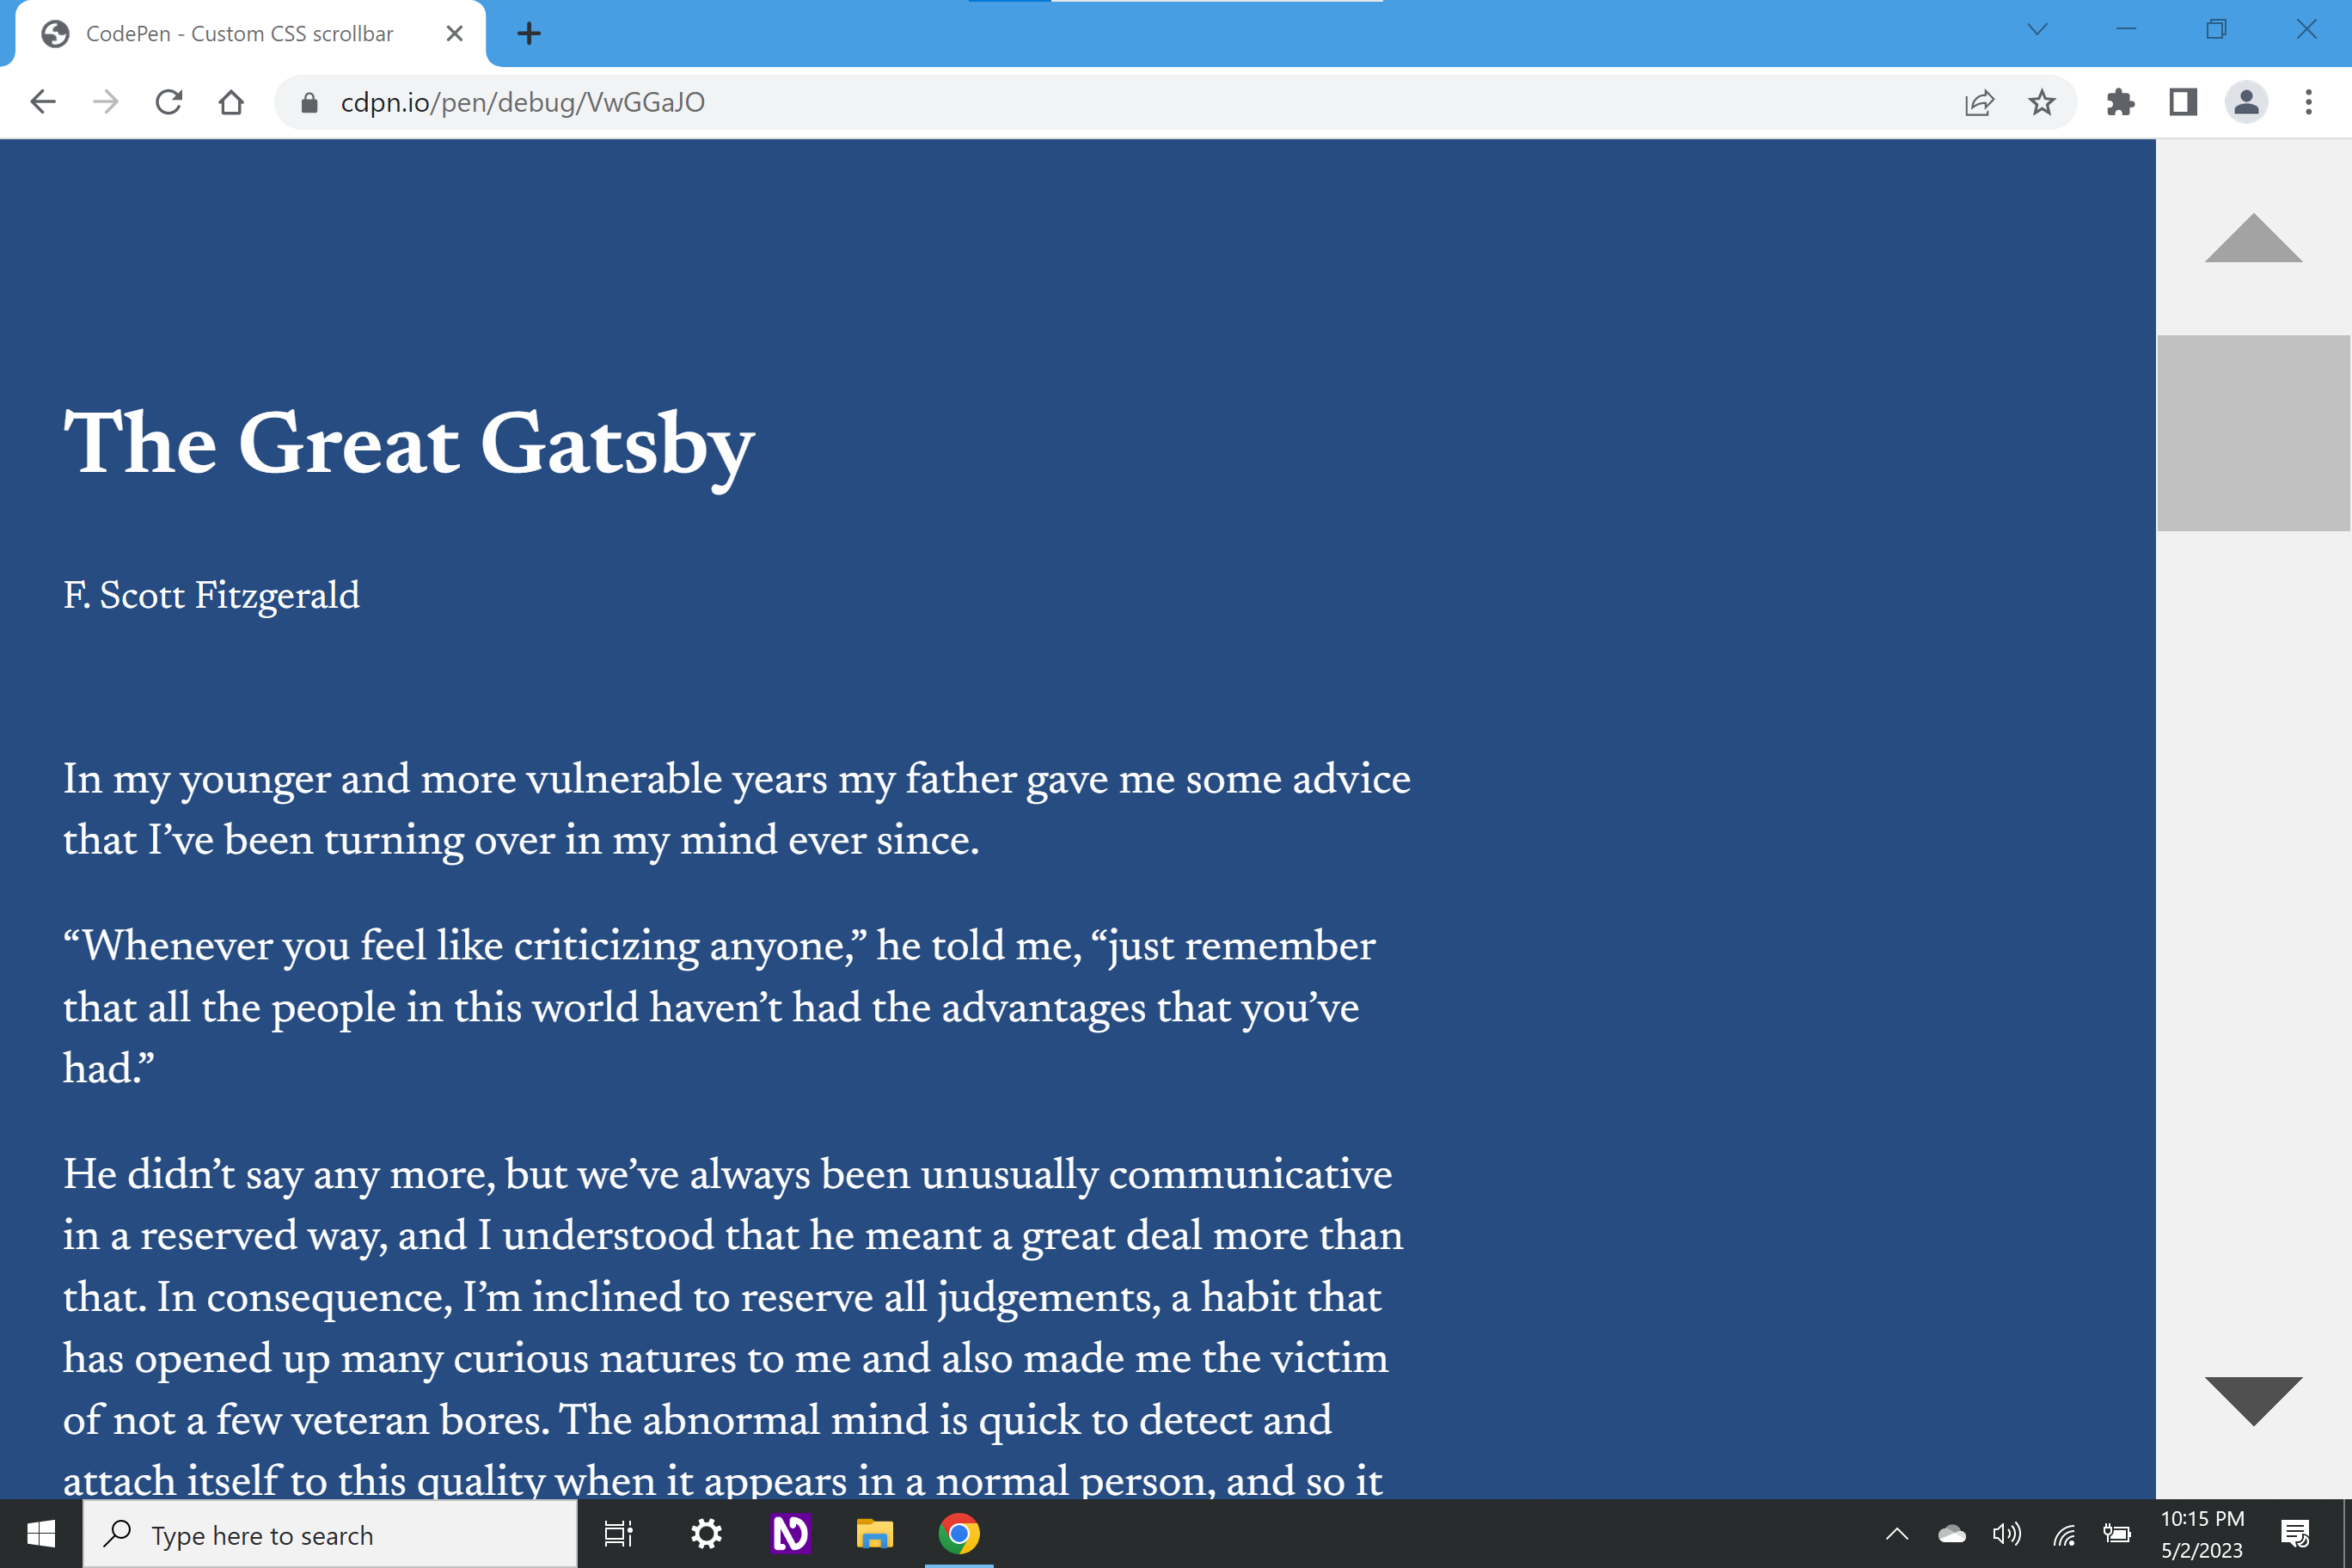 CodePen - Custom CSS scrollbar
cdpn.io/pen/debug/VwGGaJO
The Great Gatsby
F. Scott Fitzgerald
In my younger and more vulnerable years my father gave me some advice
that I’ve been turning over in my mind ever since.
“Whenever you feel like criticizing anyone,” he told me, “just remember
that all the people in this world haven’t had the advantages that you’ve
had.”
He didn’t say any more, but we’ve always been unusually communicative
in a reserved way, and I understood that he meant a great deal more than
that. In consequence, I’m inclined to reserve all judgements, a habit that
has opened up many curious natures to me and also made me the victim
of not a few veteran bores. The abnormal mind is quick to detect and
attach itself to this quality when it appears in a normal person, and so it
Type here to search
10:15 PM
5/2/2023